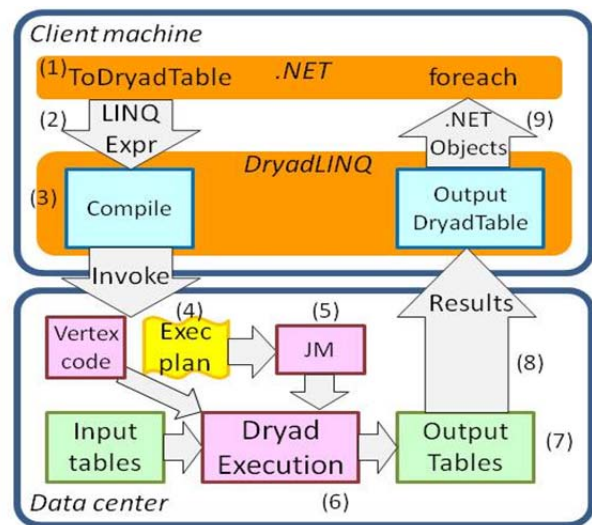 Client machine
(1) ToDryadTable .NET foreach
(2) LINQ Expr
.NET Objects (9)
DryadLINQ
(3) Compile
Output DryadTable
Invoke
Results
(4) (5)
Vertex code
Exec plan
JM
(8)
Input tables
Dryad Execution
Output Tables
(7)
(6)
Data center